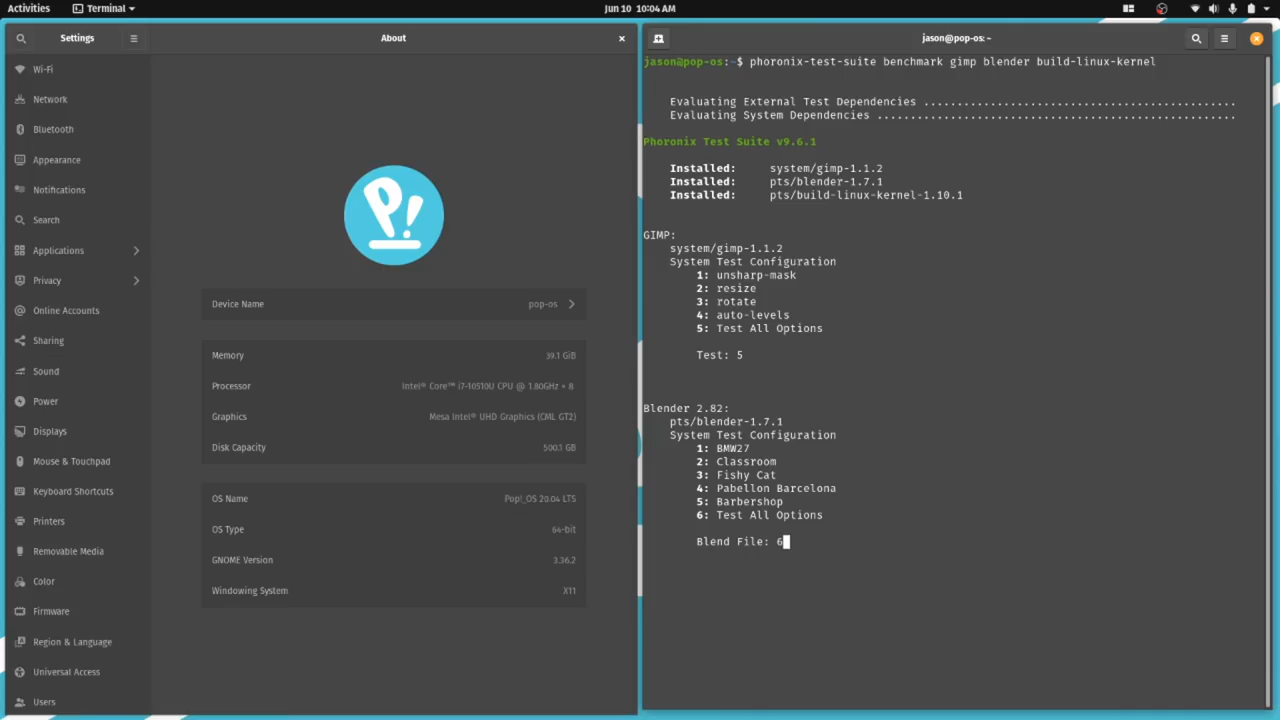 Activities
Terminal
Jun 10 10:04 AM
Settings
About
Wi-Fi
Network
Bluetooth
Appearance
Notifications
Search
Applications
Privacy
Online Accounts
Sharing
Sound
Power
Displays
Mouse & Touchpad
Keyboard Shortcuts
Printers
Removable Media
Color
Firmware
Region & Language
Universal Access
Users
P!
Device Name pop-os
Memory 39.1 GiB
Processor Intel® Core™ i7-10510U CPU @ 1.80GHz × 8
Graphics Mesa Intel® UHD Graphics (CML GT2)
Disk Capacity 500.1 GB
OS Name Pop!_OS 20.04 LTS
OS Type 64-bit
GNOME Version 3.36.2
Windowing System X11
jason@pop-os: ~
jason@pop-os:~$ phoronix-test-suite benchmark gimp blender build-linux-kernel
Evaluating External Test Dependencies ...............................................
Evaluating System Dependencies ......................................................
Phoronix Test Suite v9.6.1
Installed: system/gimp-1.1.2
Installed: pts/blender-1.7.1
Installed: pts/build-linux-kernel-1.10.1
GIMP:
system/gimp-1.1.2
System Test Configuration
1: unsharp-mask
2: resize
3: rotate
4: auto-levels
5: Test All Options
Test: 5
Blender 2.82:
pts/blender-1.7.1
System Test Configuration
1: BMW27
2: Classroom
3: Fishy Cat
4: Pabellon Barcelona
5: Barbershop
6: Test All Options
Blend File: 6